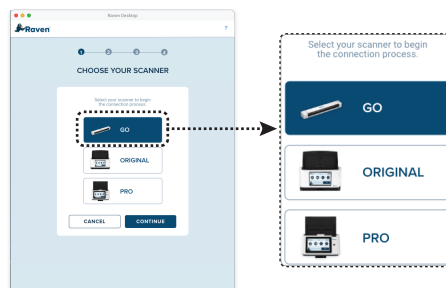 Raven Desktop
Raven
?
1 2 3 4
CHOOSE YOUR SCANNER
Select your scanner to begin
the connection process.
GO
ORIGINAL
PRO
CANCEL CONTINUE
Select your scanner to begin
the connection process.
GO
ORIGINAL
PRO